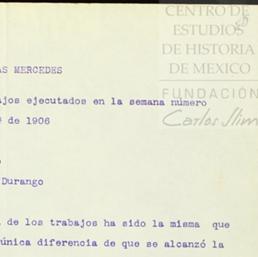 CENTRO DE
ESTUDIOS
DE HISTORIA
DE MEXICO
FUNDACIÓN
Carlos Slim
AS MERCEDES
ajos ejecutados en la semana número
de 1906
Durango
de los trabajos ha sido la misma que
única diferencia de que se alcanzó la